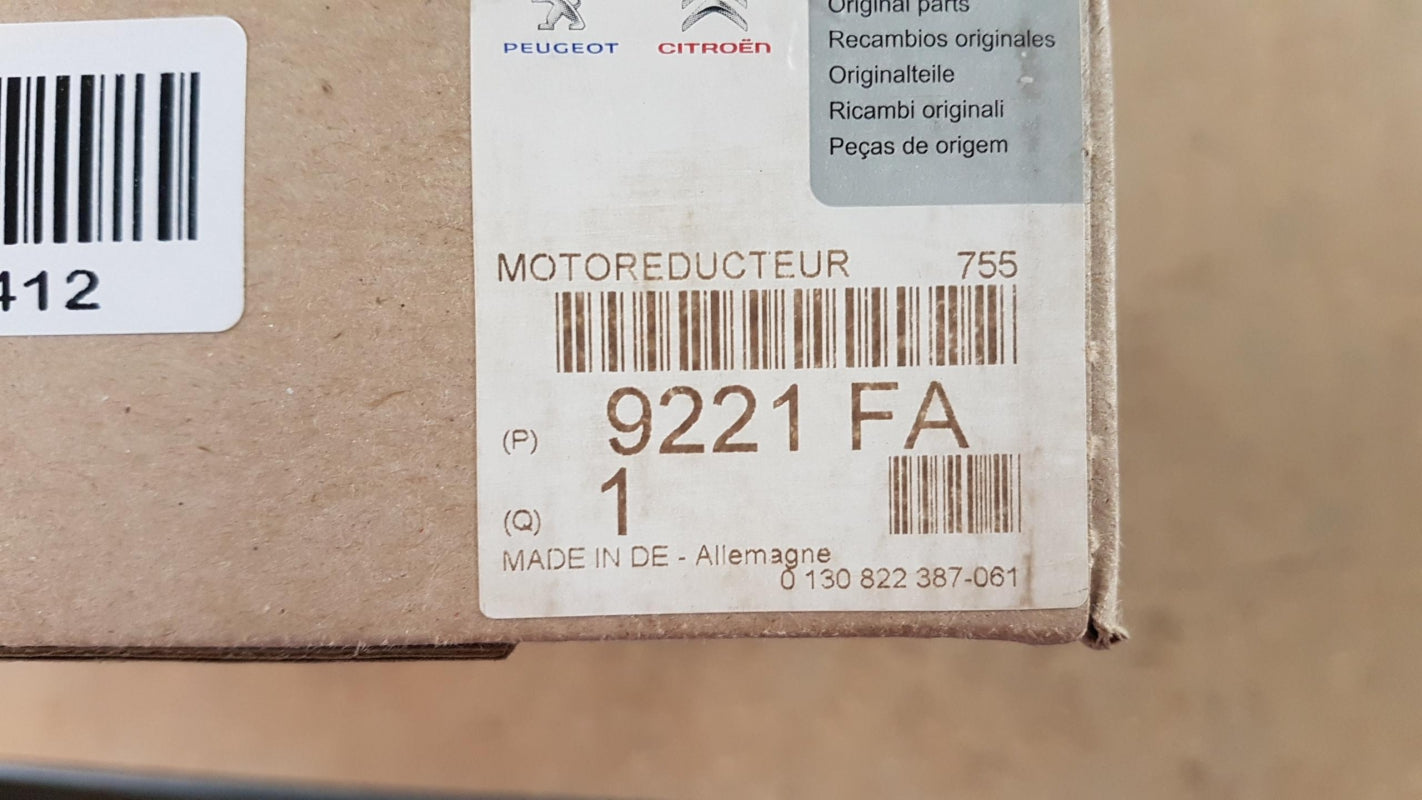 PEUGEOT CITROËN
Original parts
Recambios originales
Originalteile
Ricambi originali
Peças de origem
412
MOTOREDUCTEUR 755
(P) 9221 FA
(Q) 1
MADE IN DE - Allemagne
0 130 822 387-061